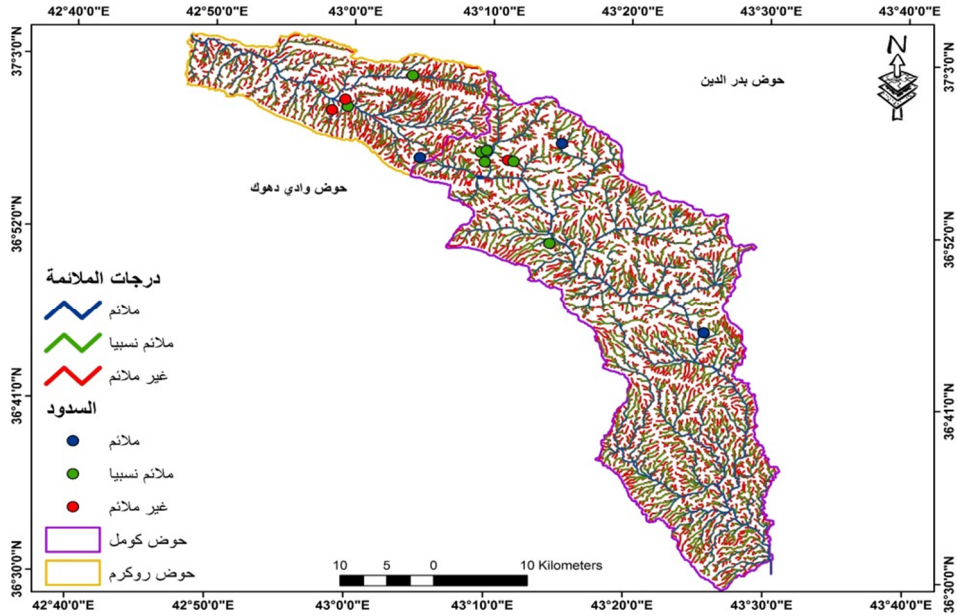 42°40'0"E 42°50'0"E 43°00'0"E 43°10'0"E 43°20'0"E 43°30'0"E 43°40'0"E
N
حوض بدر الدين
حوض وادي دهوك
37°3'0"N
36°52'0"N
36°41'0"N
36°30'0"N
37°3'0"N
36°52'0"N
36°41'0"N
36°30'0"N
درجات الملائمة
ملائم
ملائم نسبيا
غير ملائم
السدود
ملائم
ملائم نسبيا
غير ملائم
حوض كومل
حوض روكرم
10 5 0 10 Kilometers
42°40'0"E 42°50'0"E 43°00'0"E 43°10'0"E 43°20'0"E 43°30'0"E 43°40'0"E